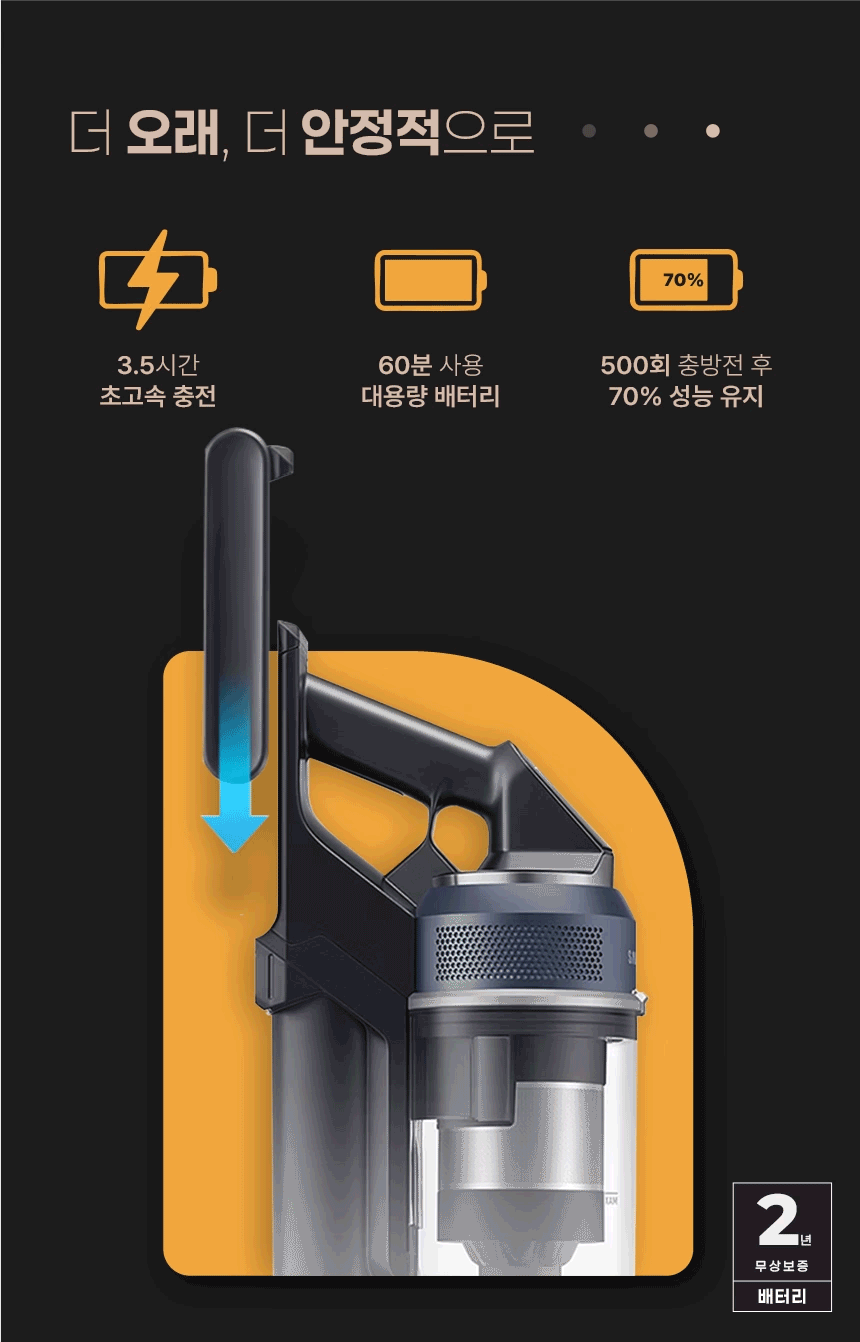 더 오래, 더 안정적으로
70%
3.5시간
초고속 충전
60분 사용
대용량 배터리
500회 충방전 후
70% 성능 유지
MAX
2년
무상보증
배터리